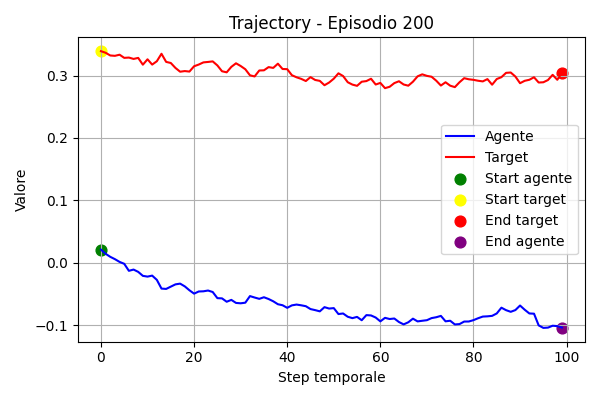 Trajectory - Episodio 200
Valore
0.3
0.2
0.1
0.0
−0.1
Agente
Target
Start agente
Start target
End target
End agente
0 20 40 60 80 100
Step temporale